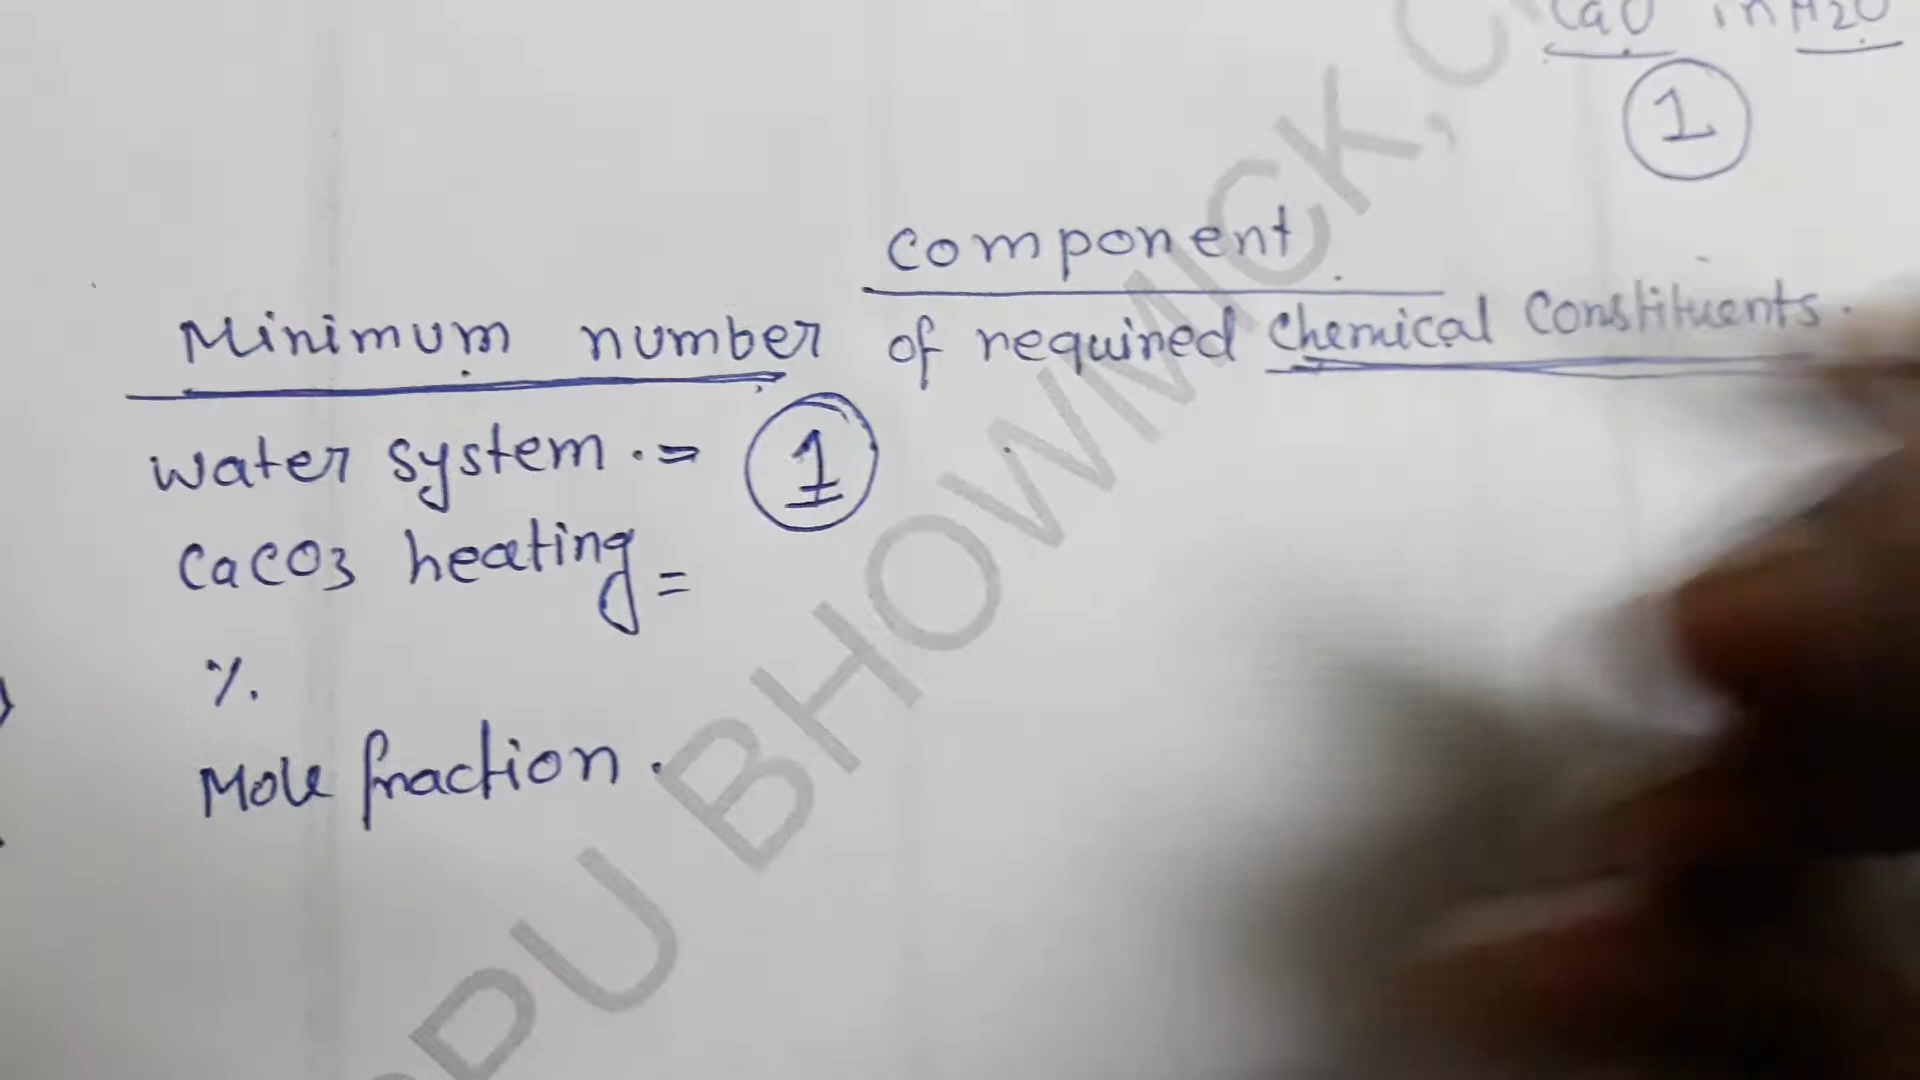 CaO in H2O
1
Component
Minimum number of required Chemical Constituents.
Water system . = 1
CaCO3 heating =
%.
Mole fraction.
PU BHOWMICK, C